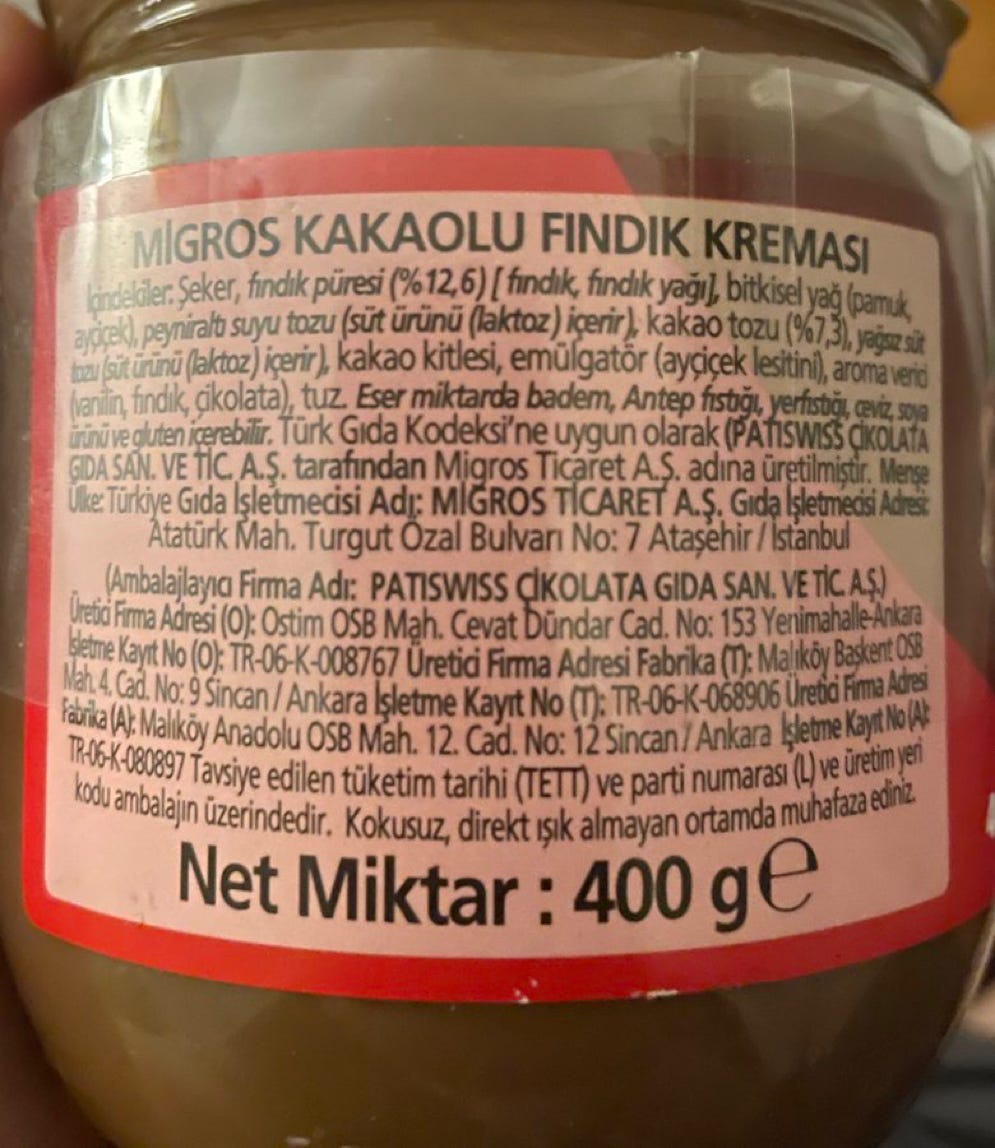 MİGROS KAKAOLU FINDIK KREMASI
İçindekiler: Şeker, fındık püresi (%12,6) [ fındık, fındık yağı], bitkisel yağ (pamuk,
ayçiçek), peyniraltı suyu tozu (süt ürünü (laktoz) içerir), kakao tozu (%7,3), yağsız süt
tozu (süt ürünü (laktoz) içerir), kakao kitlesi, emülgatör (ayçiçek lesitini), aroma verici
(vanilin, fındık, çikolata), tuz. Eser miktarda badem, Antep fıstığı, yerfıstığı, ceviz, soya
ürünü ve gluten içerebilir. Türk Gıda Kodeksi'ne uygun olarak (PATISWISS ÇİKOLATA
GIDA SAN. VE TİC. A.Ş. tarafından Migros Ticaret A.Ş. adına üretilmiştir. Menşe
Ülke: Türkiye Gıda İşletmecisi Adı: MİGROS TİCARET A.Ş. Gıda İşletmecisi Adresi:
Atatürk Mah. Turgut Özal Bulvarı No: 7 Ataşehir / İstanbul
(Ambalajlayıcı Firma Adı: PATISWISS ÇİKOLATA GIDA SAN. VE TİC. A.Ş.)
Üretici Firma Adresi (O): Ostim OSB Mah. Cevat Dündar Cad. No: 153 Yenimahalle-Ankara
İşletme Kayıt No (O): TR-06-K-008767 Üretici Firma Adresi Fabrika (T): Malıköy Başkent OSB
Mah. 4. Cad. No: 9 Sincan / Ankara İşletme Kayıt No (T): TR-06-K-068906 Üretici Firma Adresi
Fabrika (A): Malıköy Anadolu OSB Mah. 12. Cad. No: 12 Sincan / Ankara İşletme Kayıt No (A):
TR-06-K-080897 Tavsiye edilen tüketim tarihi (TETT) ve parti numarası (L) ve üretim yeri
kodu ambalajın üzerindedir. Kokusuz, direkt ışık almayan ortamda muhafaza ediniz.
Net Miktar : 400 g e